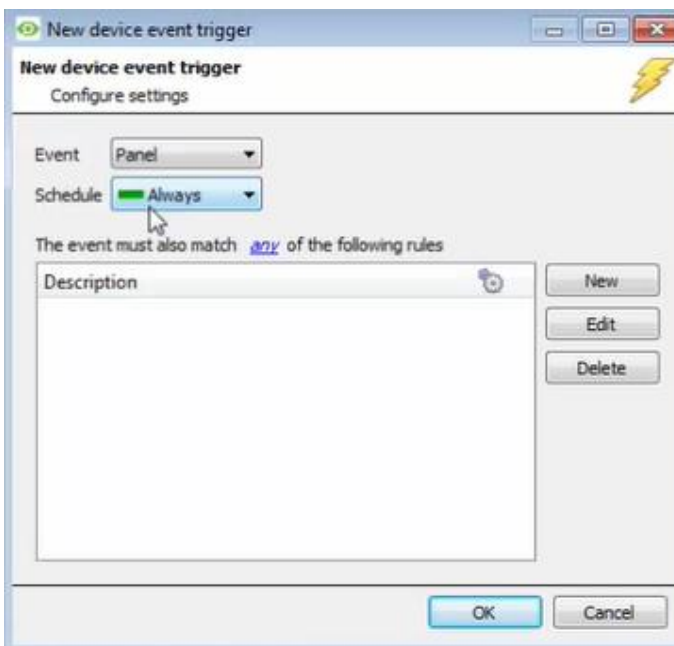 New device event trigger
New device event trigger
Configure settings
Event Panel
Schedule Always
The event must also match any of the following rules
Description
New
Edit
Delete
OK Cancel